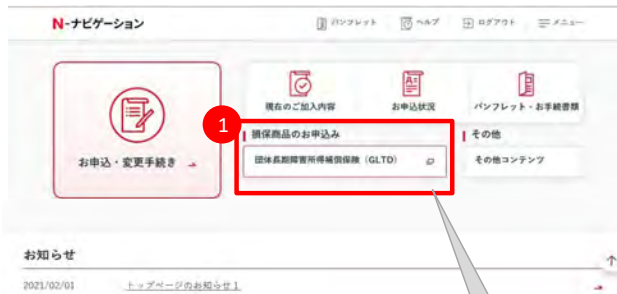 N-ナビゲーション
パンフレット
ヘルプ
ログアウト
メニュー
お申込・変更手続き
現在のご加入内容
お申込状況
パンフレット・お手続書類
1
損保商品のお申込み
その他
団体長期障害所得補償保険（GLTD）
その他コンテンツ
お知らせ
2021/02/01 トップページのお知らせ1